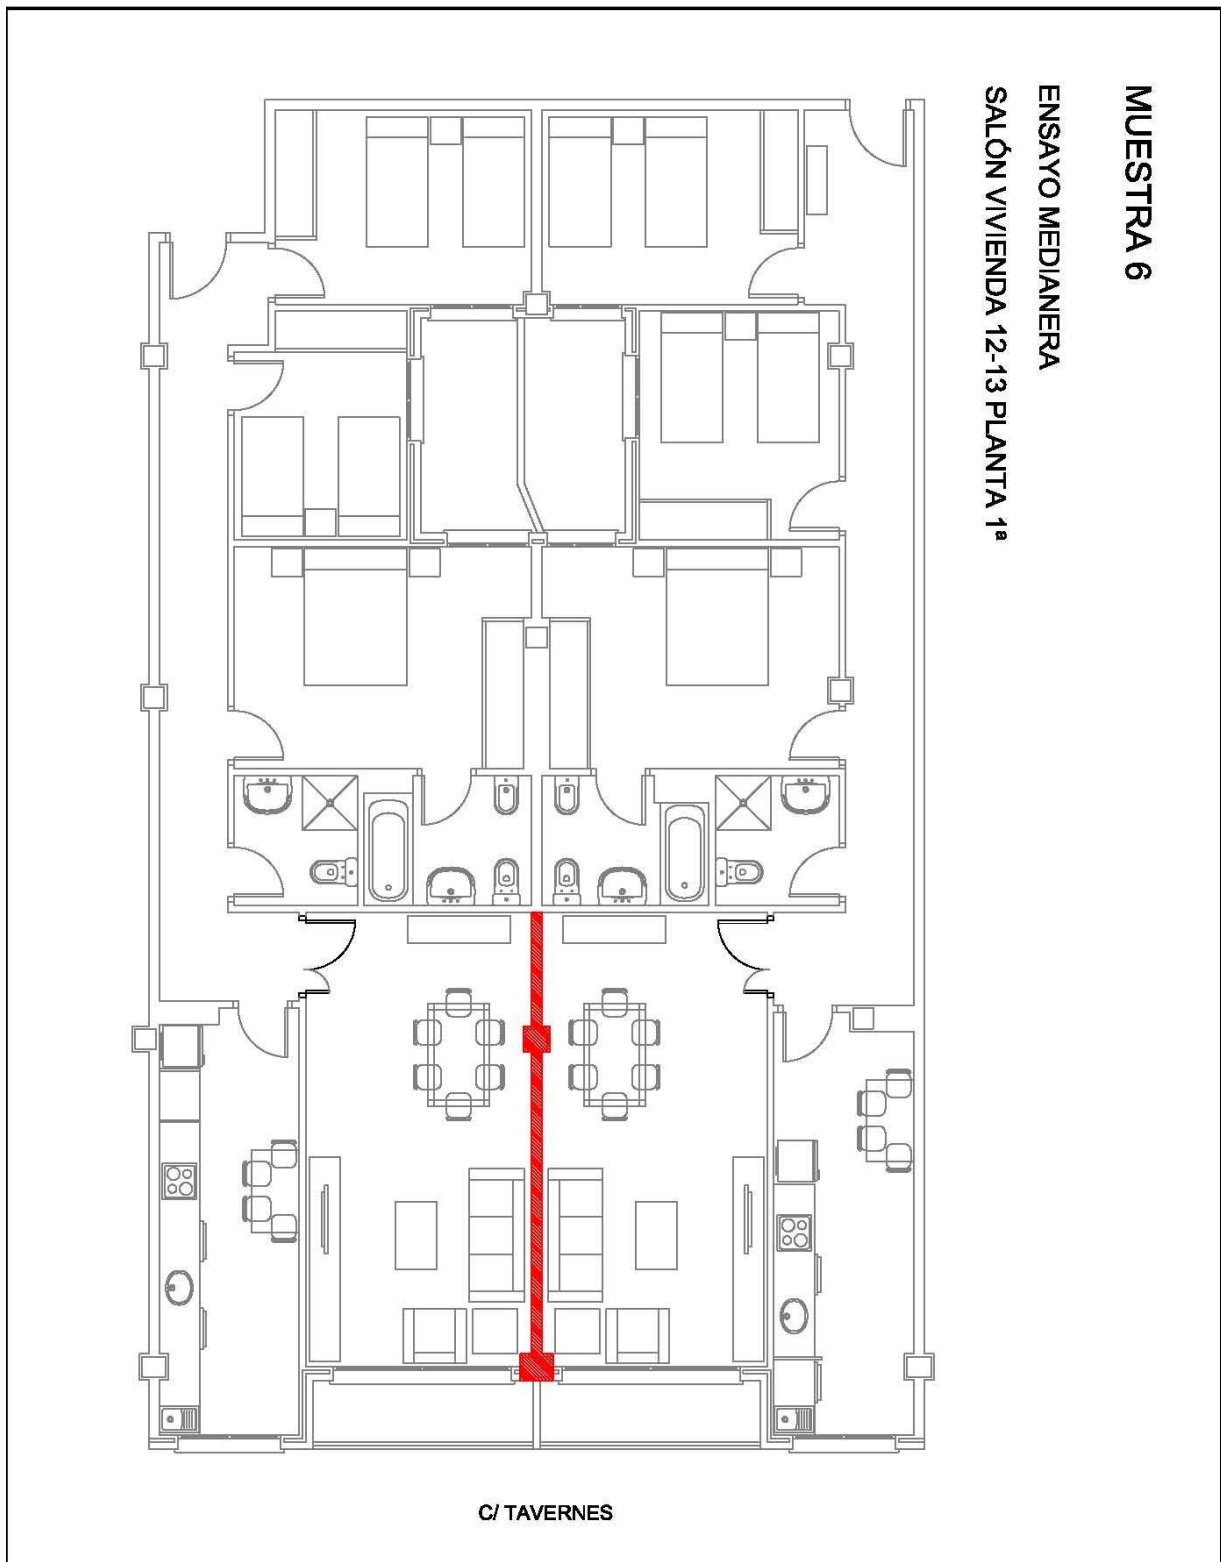 MUESTRA 6
ENSAYO MEDIANERA
SALÓN VIVIENDA 12-13 PLANTA 1ª
C/ TAVERNES